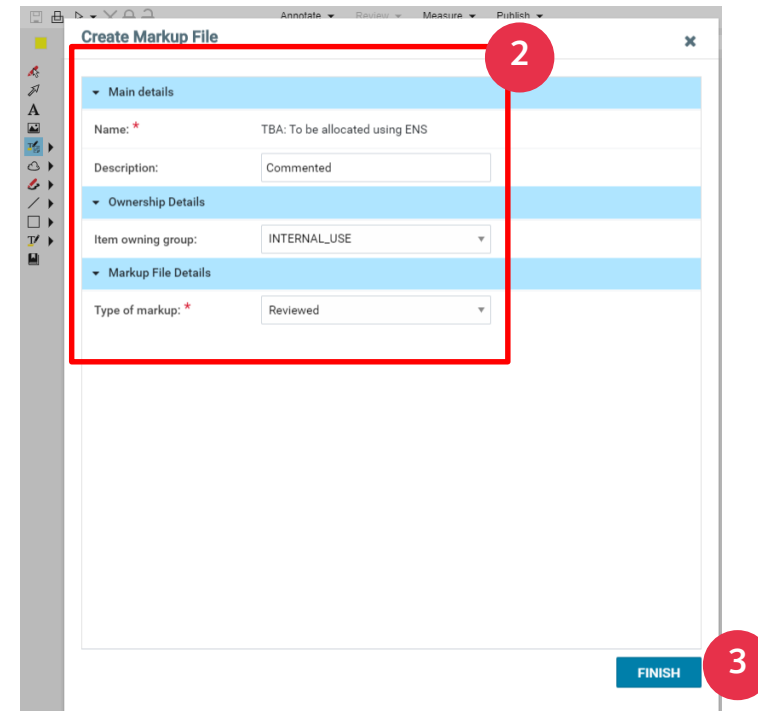 Annotate Review Measure Publish
Create Markup File
2
Main details
Name: * TBA: To be allocated using ENS
Description: Commented
Ownership Details
Item owning group: INTERNAL_USE
Markup File Details
Type of markup: * Reviewed
FINISH
3